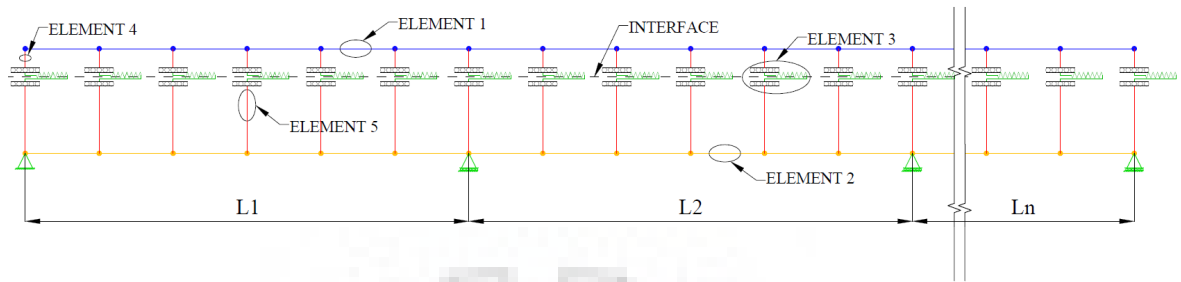 ELEMENT 4
ELEMENT 1
INTERFACE
ELEMENT 3
ELEMENT 5
ELEMENT 2
L1
L2
Ln